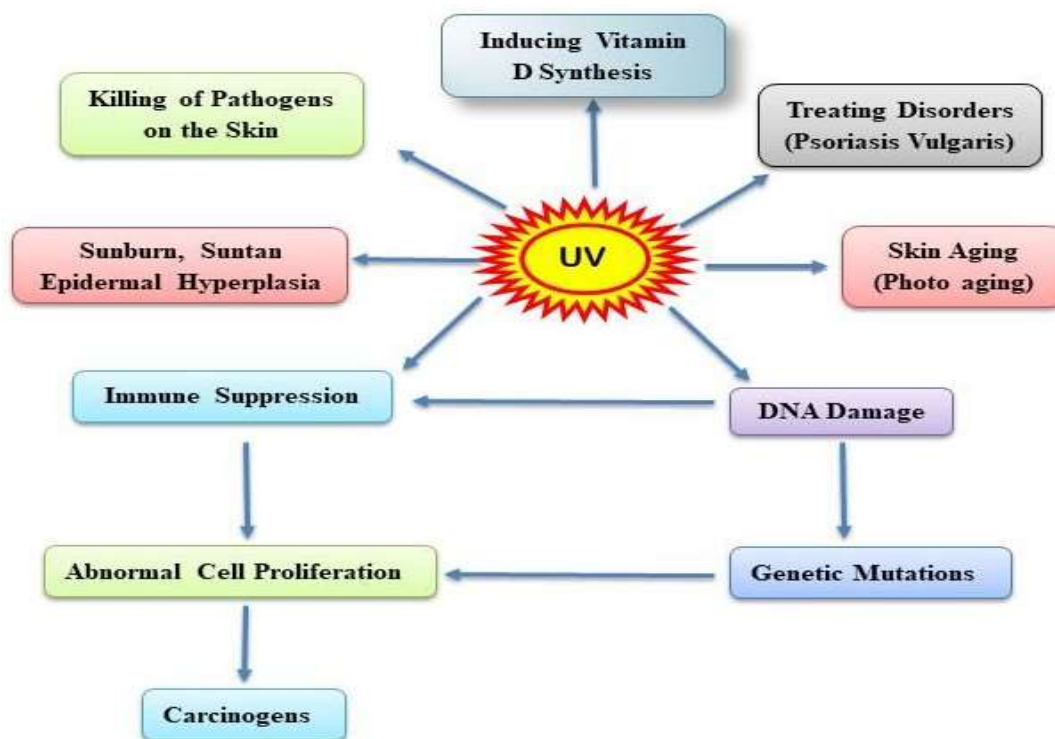 Inducing Vitamin
D Synthesis
Killing of Pathogens
on the Skin
Treating Disorders
(Psoriasis Vulgaris)
Sunburn, Suntan
Epidermal Hyperplasia
UV
Skin Aging
(Photo aging)
Immune Suppression
DNA Damage
Abnormal Cell Proliferation
Genetic Mutations
Carcinogens